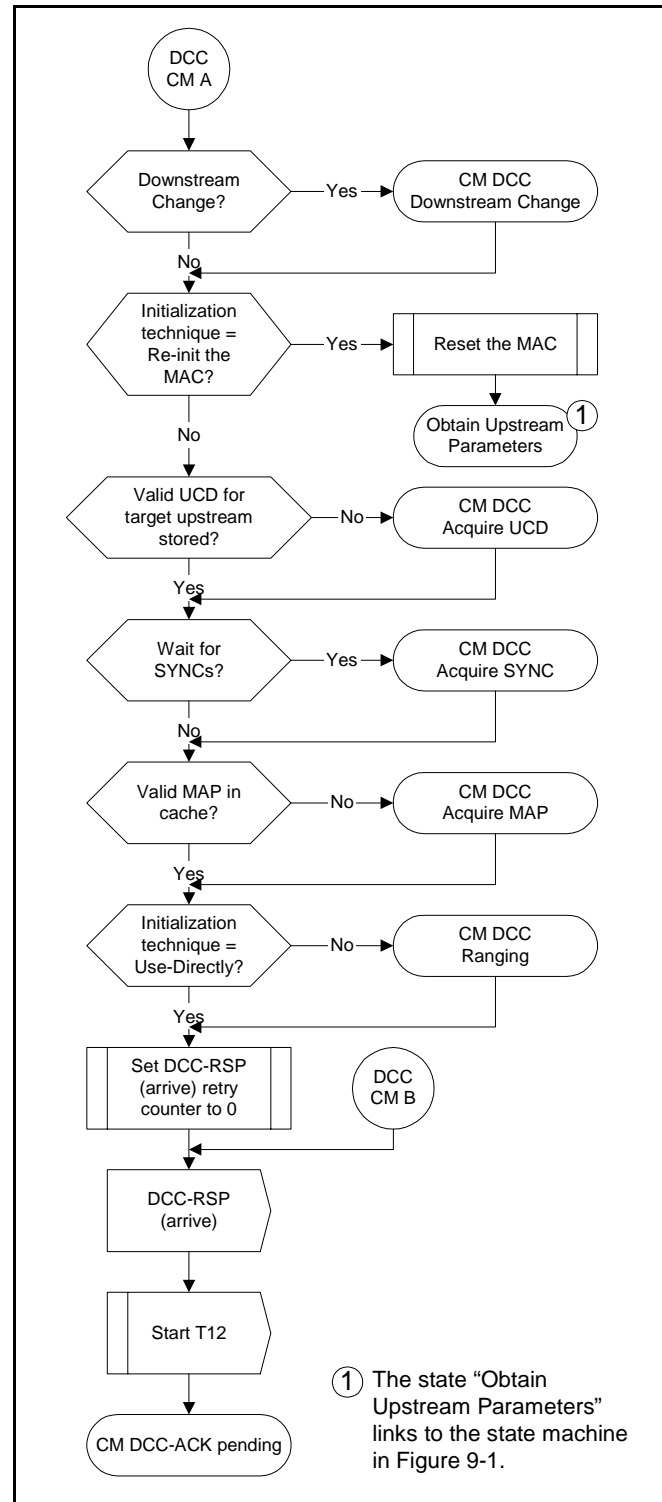 DCC
CM A
Downstream
Change?
Yes
CM DCC
Downstream Change
No
Initialization
technique =
Re-init the
MAC?
Yes
Reset the MAC
Obtain Upstream
Parameters
1
No
Valid UCD for
target upstream
stored?
No
CM DCC
Acquire UCD
Yes
Wait for
SYNCs?
Yes
CM DCC
Acquire SYNC
No
Valid MAP in
cache?
No
CM DCC
Acquire MAP
Yes
Initialization
technique =
Use-Directly?
No
CM DCC
Ranging
Yes
Set DCC-RSP
(arrive) retry
counter to 0
DCC
CM B
DCC-RSP
(arrive)
Start T12
CM DCC-ACK pending
1 The state “Obtain
Upstream Parameters”
links to the state machine
in Figure 9-1.